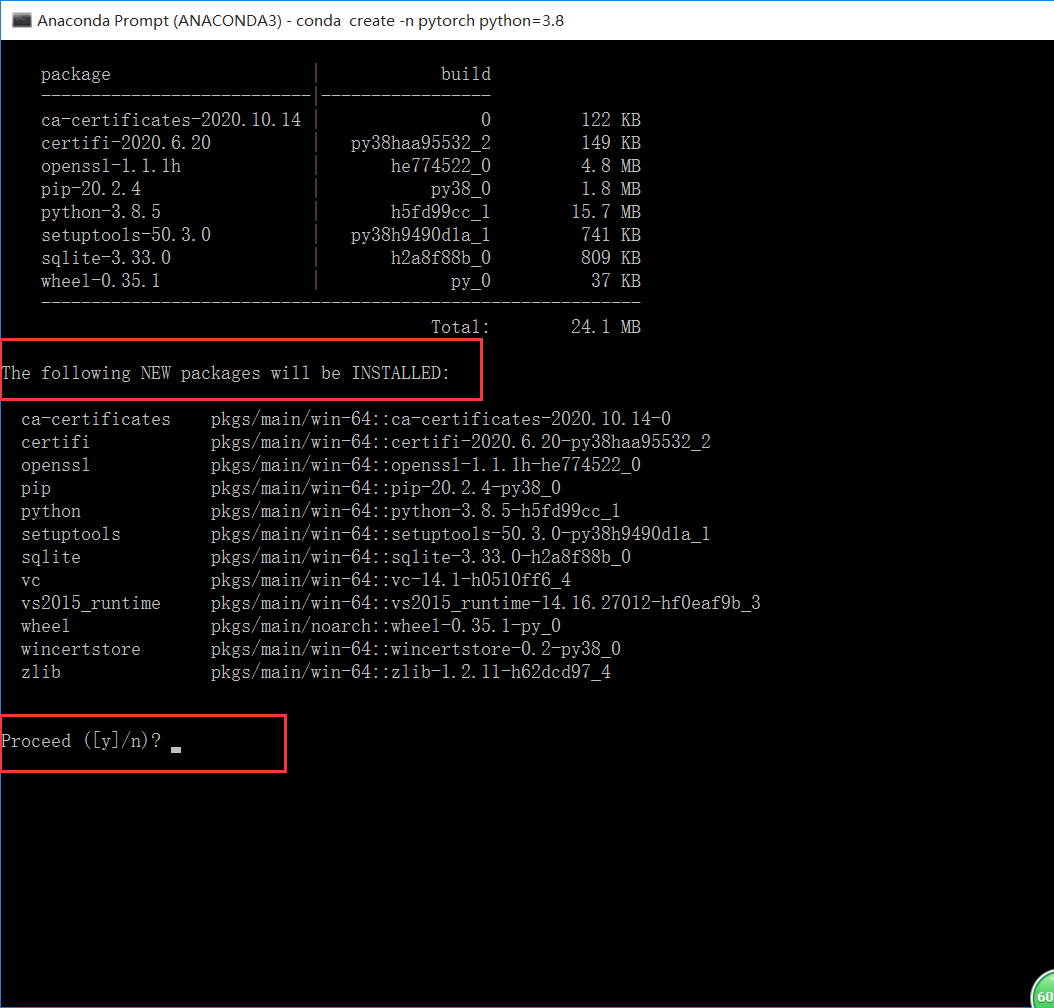 Anaconda Prompt (ANACONDA3) - conda  create -n pytorch python=3.8
package | build
---------------------------|-----------------
ca-certificates-2020.10.14 | 0 122 KB
certifi-2020.6.20 | py38haa95532_2 149 KB
openssl-1.1.1h | he774522_0 4.8 MB
pip-20.2.4 | py38_0 1.8 MB
python-3.8.5 | h5fd99cc_1 15.7 MB
setuptools-50.3.0 | py38h9490d1a_1 741 KB
sqlite-3.33.0 | h2a8f88b_0 809 KB
wheel-0.35.1 | py_0 37 KB
------------------------------------------------------------
Total: 24.1 MB
The following NEW packages will be INSTALLED:
ca-certificates pkgs/main/win-64::ca-certificates-2020.10.14-0
certifi pkgs/main/win-64::certifi-2020.6.20-py38haa95532_2
openssl pkgs/main/win-64::openssl-1.1.1h-he774522_0
pip pkgs/main/win-64::pip-20.2.4-py38_0
python pkgs/main/win-64::python-3.8.5-h5fd99cc_1
setuptools pkgs/main/win-64::setuptools-50.3.0-py38h9490d1a_1
sqlite pkgs/main/win-64::sqlite-3.33.0-h2a8f88b_0
vc pkgs/main/win-64::vc-14.1-h0510ff6_4
vs2015_runtime pkgs/main/win-64::vs2015_runtime-14.16.27012-hf0eaf9b_3
wheel pkgs/main/noarch::wheel-0.35.1-py_0
wincertstore pkgs/main/win-64::wincertstore-0.2-py38_0
zlib pkgs/main/win-64::zlib-1.2.11-h62dcd97_4
Proceed ([y]/n)?
60